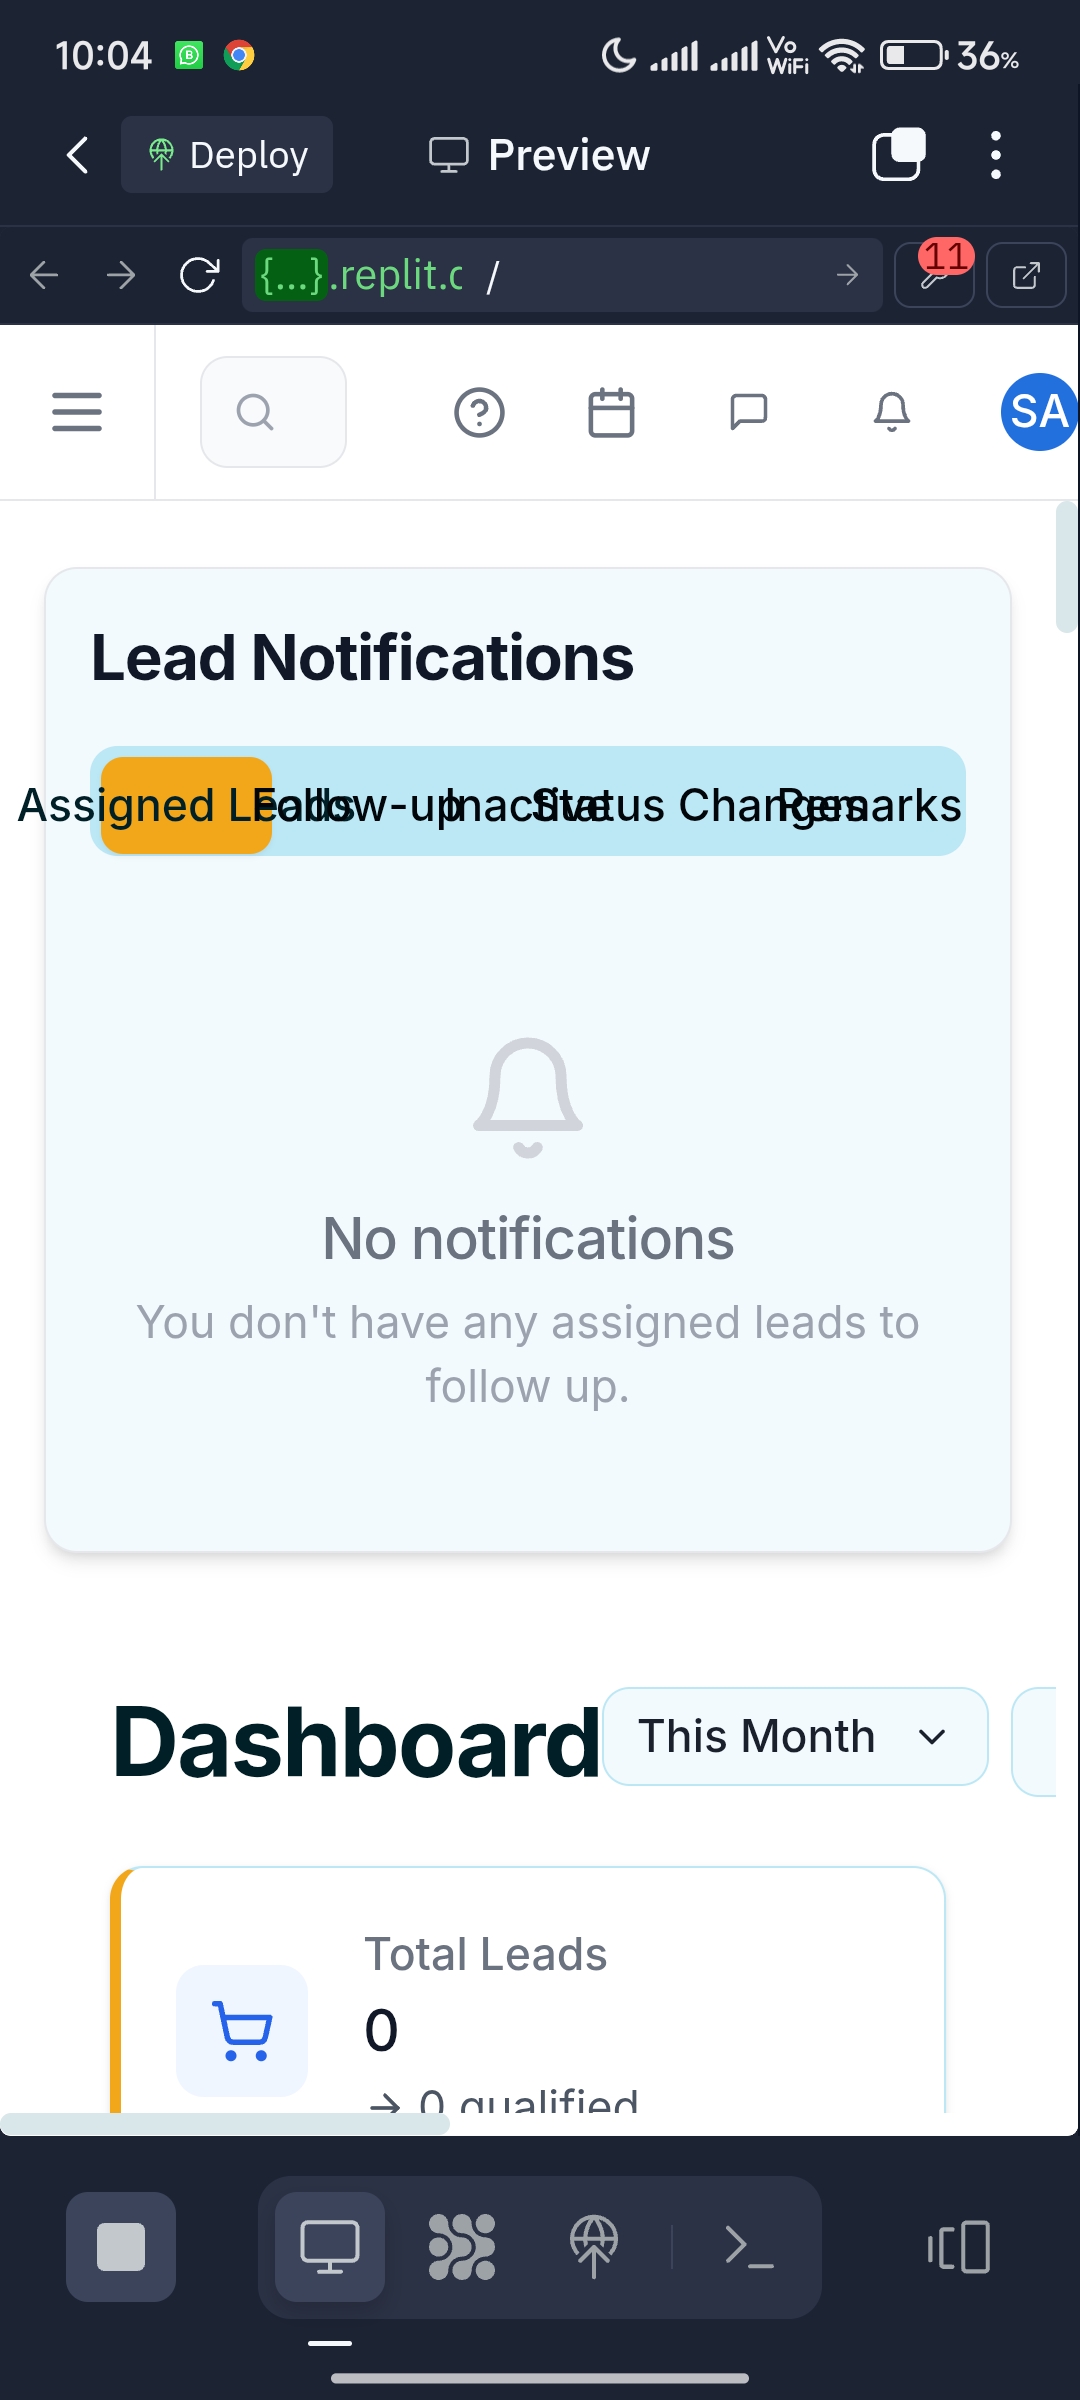 10:04
Vo
WiFi
36%
Deploy
Preview
{...}.replit.c /
11
SA
Lead Notifications
Assigned Leads
Follow-up
Inactive
Status Changes
Remarks
No notifications
You don't have any assigned leads to
follow up.
Dashboard
This Month
Total Leads
0
→ 0 qualified